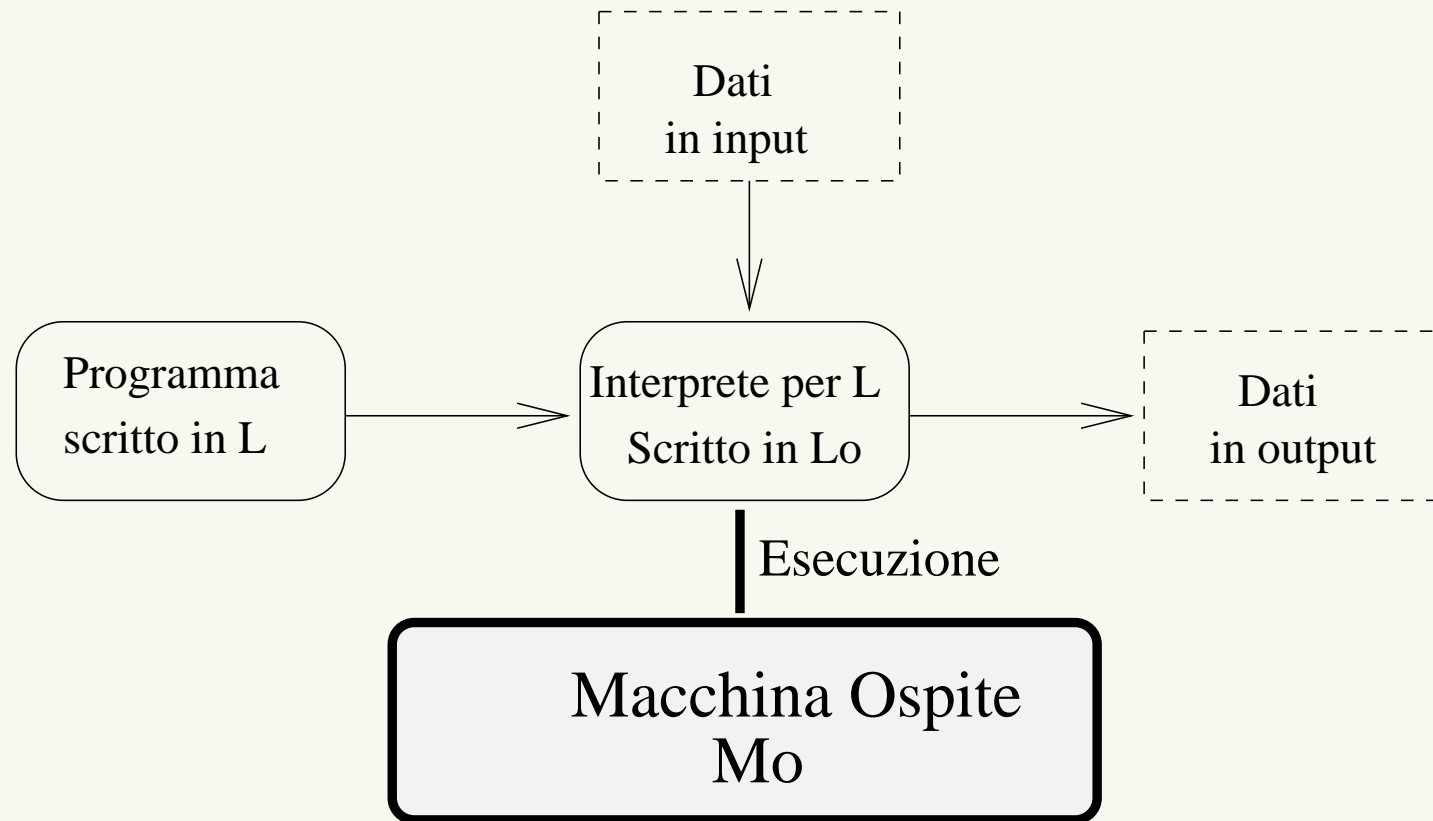 Dati
in input
Programma
scritto in L
Interprete per L
Scritto in Lo
Dati
in output
Esecuzione
Macchina Ospite
Mo